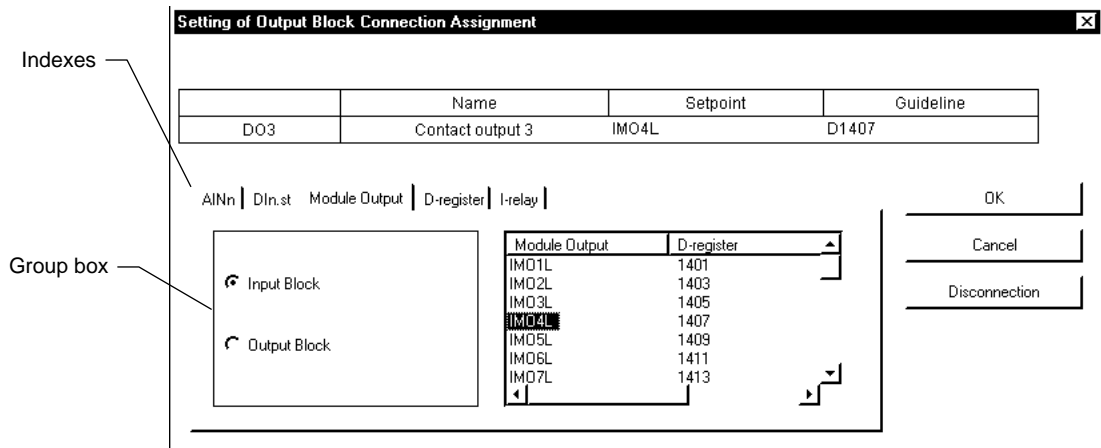 Setting of Output Block Connection Assignment
Indexes
Name Setpoint Guideline
DO3 Contact output 3 IMO4L D1407
AINn DIn.st Module Output D-register I-relay
OK
Cancel
Disconnection
Group box
Input Block
Output Block
Module Output D-register
IMO1L 1401
IMO2L 1403
IMO3L 1405
IMO4L 1407
IMO5L 1409
IMO6L 1411
IMO7L 1413